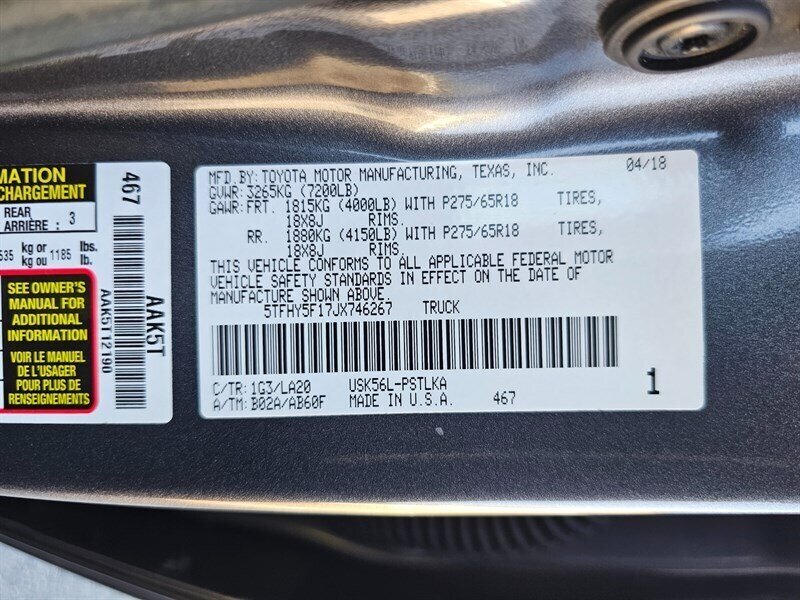 MATION
CHARGEMENT
REAR
ARRIÈRE : 3
535 kg or 1185 lbs.
kg ou lb.
SEE OWNER'S
MANUAL FOR
ADDITIONAL
INFORMATION
VOIR LE MANUEL
DE L'USAGER
POUR PLUS DE
RENSEIGNEMENTS
467
AAK5T
AAK5T12190
MFD.BY:TOYOTA MOTOR MANUFACTURING, TEXAS, INC. 04/18
GVWR:3265KG (7200LB)
GAWR:FRT. 1815KG (4000LB) WITH P275/65R18 TIRES,
18X8J RIMS.
RR. 1880KG (4150LB) WITH P275/65R18 TIRES,
18X8J RIMS.
THIS VEHICLE CONFORMS TO ALL APPLICABLE FEDERAL MOTOR
VEHICLE SAFETY STANDARDS IN EFFECT ON THE DATE OF
MANUFACTURE SHOWN ABOVE.
5TFHY5F17JX746267 TRUCK
C/TR:1G3/LA20 USK56L-PSTLKA
A/TM:B02A/AB60F MADE IN U.S.A. 467
1